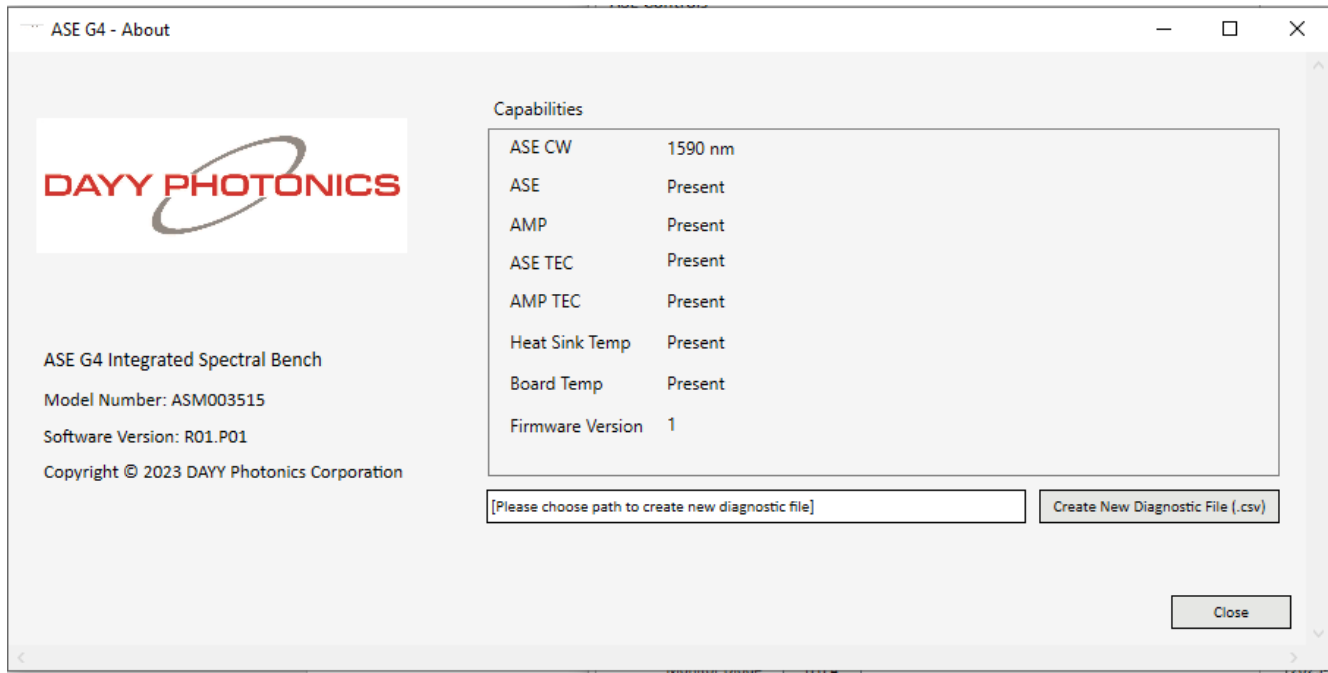 ASE G4 - About
DAYY PHOTONICS
ASE G4 Integrated Spectral Bench
Model Number: ASM003515
Software Version: R01.P01
Copyright © 2023 DAYY Photonics Corporation
Capabilities
ASE CW 1590 nm
ASE Present
AMP Present
ASE TEC Present
AMP TEC Present
Heat Sink Temp Present
Board Temp Present
Firmware Version 1
[Please choose path to create new diagnostic file]
Create New Diagnostic File (.csv)
Close